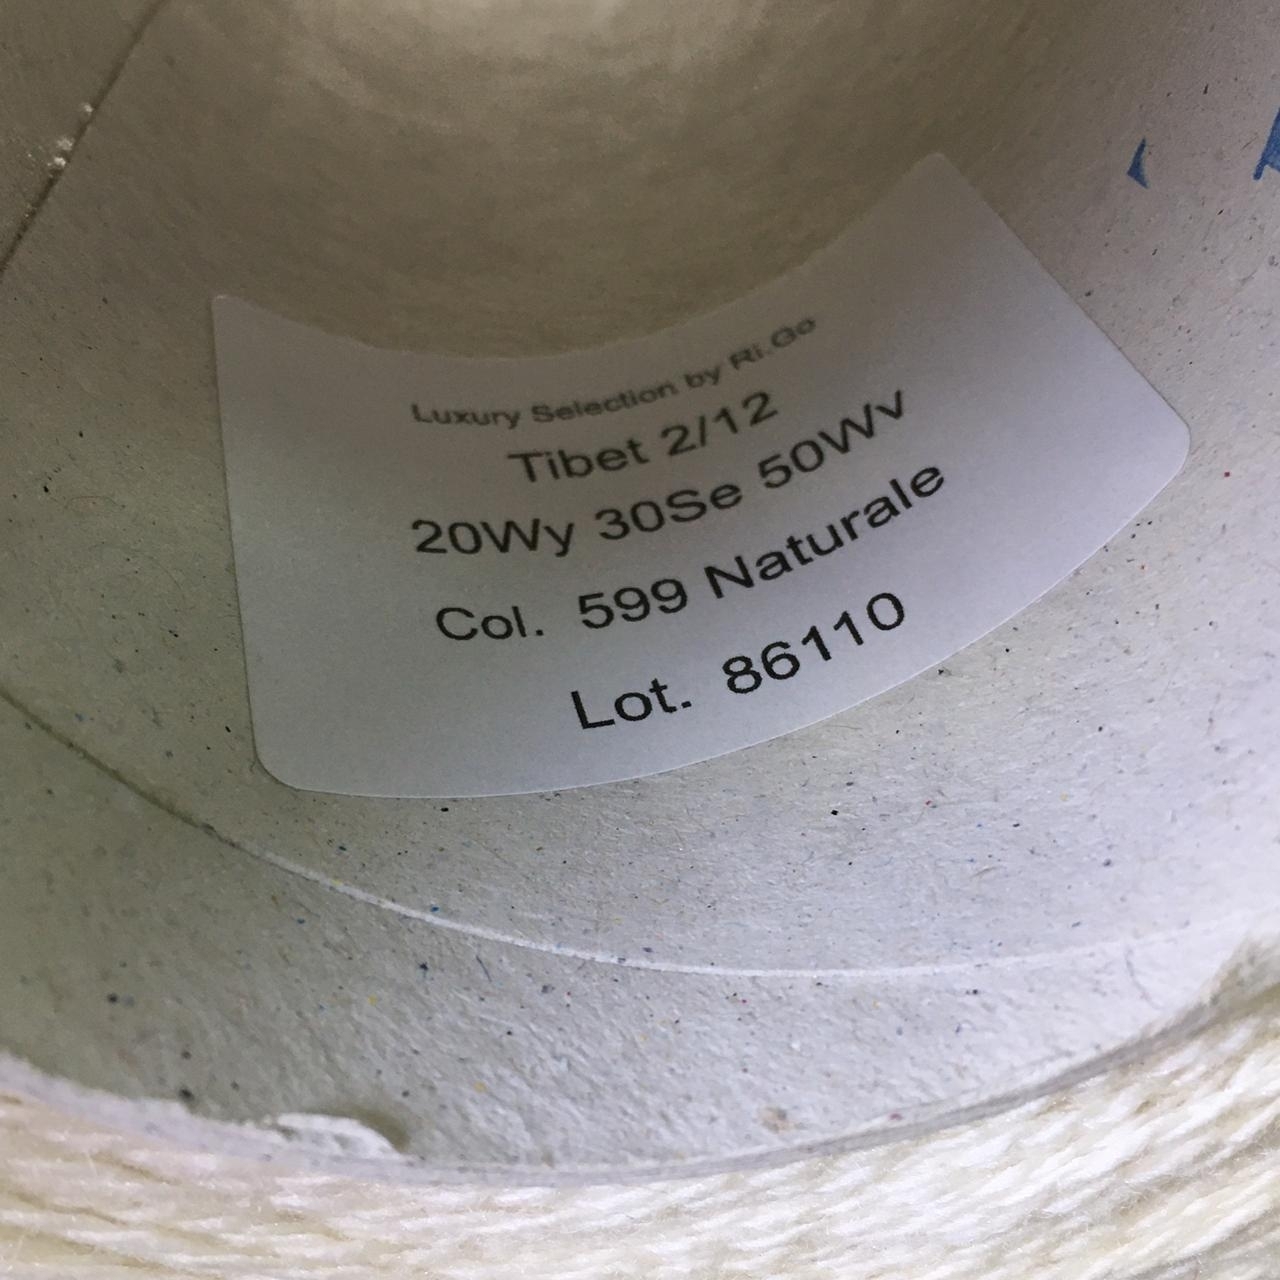 Luxury Selection by Ri.Go
Tibet 2/12
20Wy 30Se 50Wv
Col. 599 Naturale
Lot. 86110